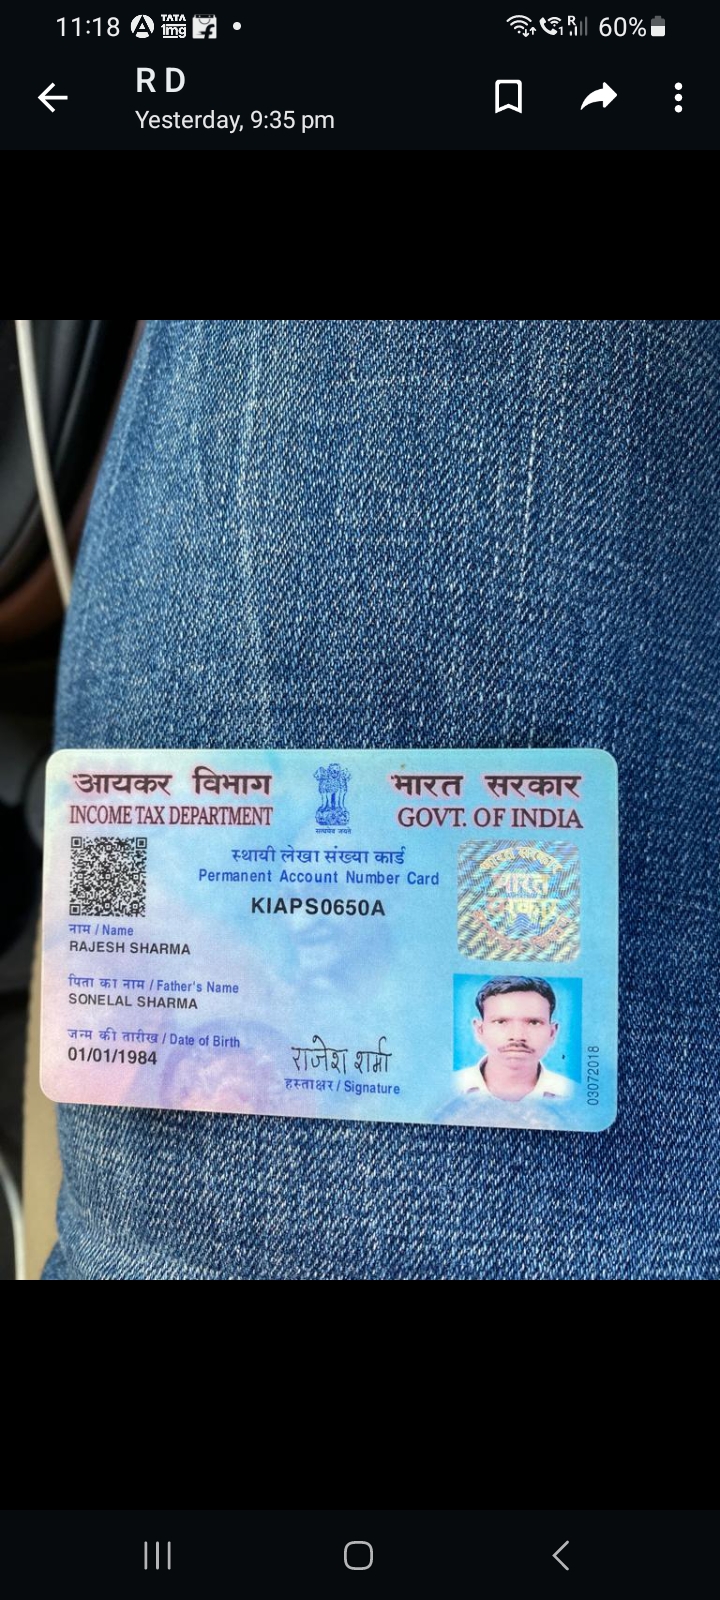 11:18
TATA
1mg
60%
R D
Yesterday, 9:35 pm
आयकर विभाग
INCOME TAX DEPARTMENT
सत्यमेव जयते
भारत सरकार
GOVT. OF INDIA
स्थायी लेखा संख्या कार्ड
Permanent Account Number Card
KIAPS0650A
नाम / Name
RAJESH SHARMA
पिता का नाम / Father's Name
SONELAL SHARMA
जन्म की तारीख / Date of Birth
01/01/1984
राजेश शर्मा
हस्ताक्षर / Signature
03072018